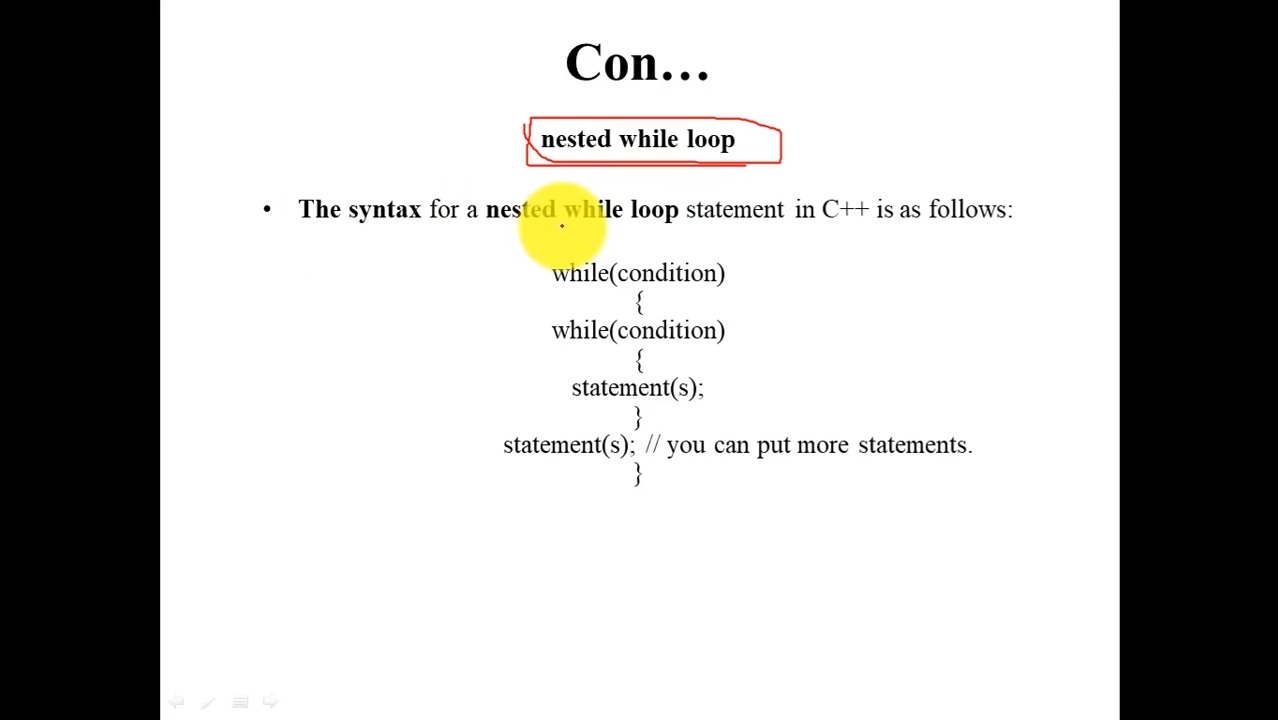 Con…
nested while loop
• The syntax for a nested while loop statement in C++ is as follows:
while(condition)
{
while(condition)
{
statement(s);
}
statement(s); // you can put more statements.
}